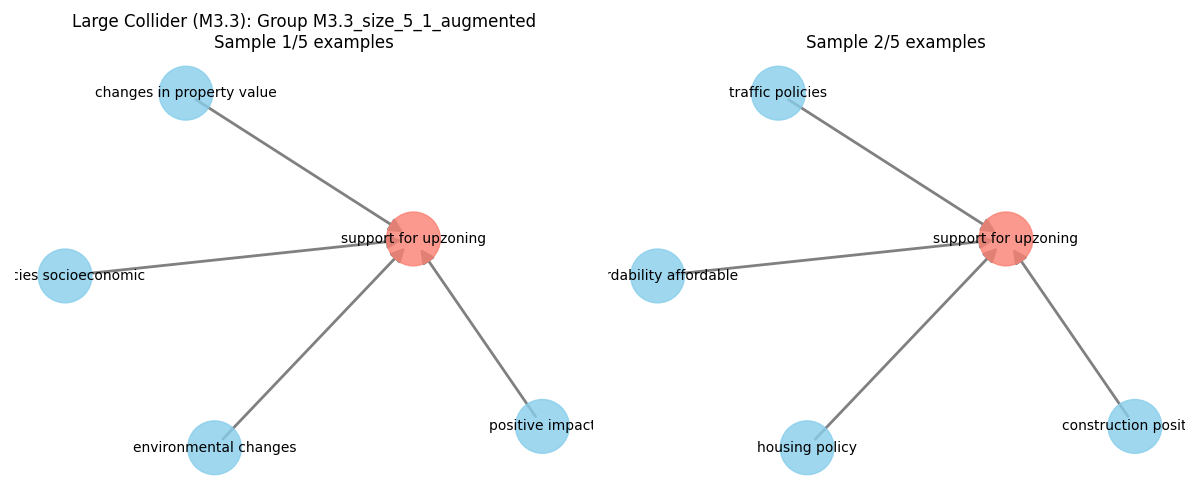 Large Collider (M3.3): Group M3.3_size_5_1_augmented
Sample 1/5 examples
changes in property value
support for upzoning
cies socioeconomic
positive impact
environmental changes
Sample 2/5 examples
traffic policies
support for upzoning
rdability affordable
construction posit
housing policy